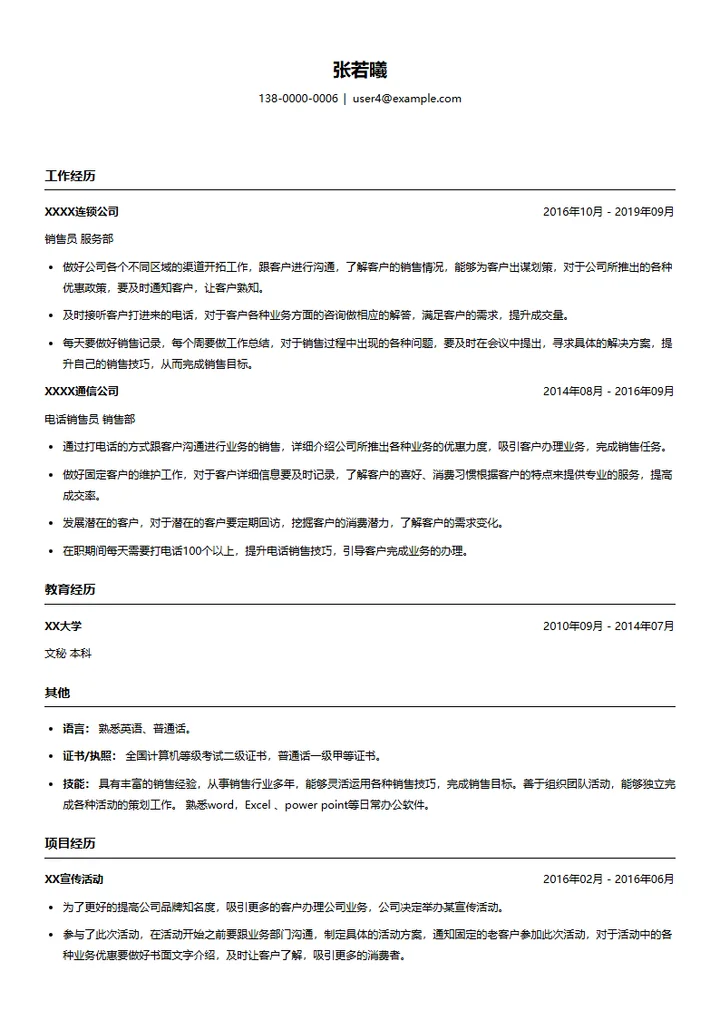 张若曦
138-0000-0006 | user4@example.com
工作经历
XXXX连锁公司 2016年10月 - 2019年09月
销售员 服务部
• 做好公司各个不同区域的渠道开拓工作，跟客户进行沟通，了解客户的销售情况，能够为客户出谋划策，对于公司所推出的各种
优惠政策，要及时通知客户，让客户熟知。
• 及时接听客户打进来的电话，对于客户各种业务方面的咨询做相应的解答，满足客户的需求，提升成交量。
• 每天要做好销售记录，每个周要做工作总结，对于销售过程中出现的各种问题，要及时在会议中提出，寻求具体的解决方案，提
升自己的销售技巧，从而完成销售目标。
XXXX通信公司 2014年08月 - 2016年09月
电话销售员 销售部
• 通过打电话的方式跟客户沟通进行业务的销售，详细介绍公司所推出各种业务的优惠力度，吸引客户办理业务，完成销售任务。
• 做好固定客户的维护工作，对于客户详细信息要及时记录，了解客户的喜好、消费习惯根据客户的特点来提供专业的服务，提高
成交率。
• 发展潜在的客户，对于潜在的客户要定期回访，挖掘客户的消费潜力，了解客户的需求变化。
• 在职期间每天需要打电话100个以上，提升电话销售技巧，引导客户完成业务的办理。
教育经历
XX大学 2010年09月 - 2014年07月
文秘 本科
其他
• 语言： 熟悉英语、普通话。
• 证书/执照： 全国计算机等级考试二级证书，普通话一级甲等证书。
• 技能： 具有丰富的销售经验，从事销售行业多年，能够灵活运用各种销售技巧，完成销售目标。善于组织团队活动，能够独立完
成各种活动的策划工作。 熟悉word，Excel 、power point等日常办公软件。
项目经历
XX宣传活动 2016年02月 - 2016年06月
• 为了更好的提高公司品牌知名度，吸引更多的客户办理公司业务，公司决定举办某宣传活动。
• 参与了此次活动，在活动开始之前要跟业务部门沟通，制定具体的活动方案，通知固定的老客户参加此次活动，对于活动中的各
种业务优惠要做好书面文字介绍，及时让客户了解，吸引更多的消费者。